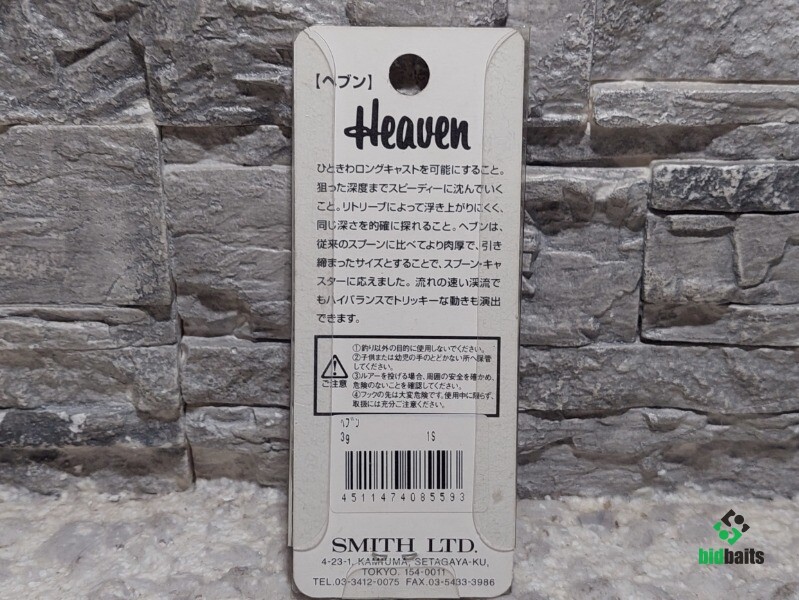 【ヘブン】
Heaven
ひときわロングキャストを可能にすること。
狙った深度までスピーディーに沈んでいく
こと。リトリーブによって浮き上がりにくく、
同じ深さを的確に探れること。ヘブンは、
従来のスプーンに比べてより肉厚で、引き
締まったサイズとすることで、スプーン・キャ
スターに応えました。流れの速い渓流で
もハイバランスでトリッキーな動きも演出
できます。
ご注意
①釣り以外の目的に使用しないでください。
②子供または幼児の手のとどかない所へ保管
してください。
③ルアーを投げる場合、周囲の安全を確かめ、
危険のないことを確認してください。
④フックの先は大変危険です。使用中に限らず、
取扱には充分ご注意ください。
ヘブン
3g 1S
4511474085593
SMITH LTD.
4-23-1, KAMIUMA, SETAGAYA-KU,
TOKYO. 154-0011
TEL.03-3412-0075 FAX.03-5433-3986
bidbaits